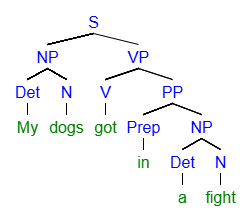 S
NP VP
Det N V PP
My dogs got Prep NP
in Det N
a fight